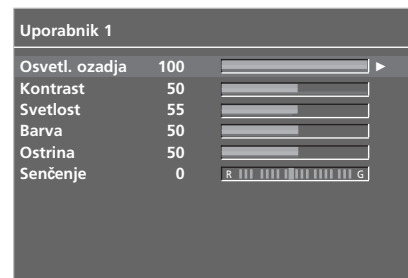 Uporabnik 1
Osvetl. ozadja 100
Kontrast 50
Svetlost 55
Barva 50
Ostrina 50
Senčenje 0 R G